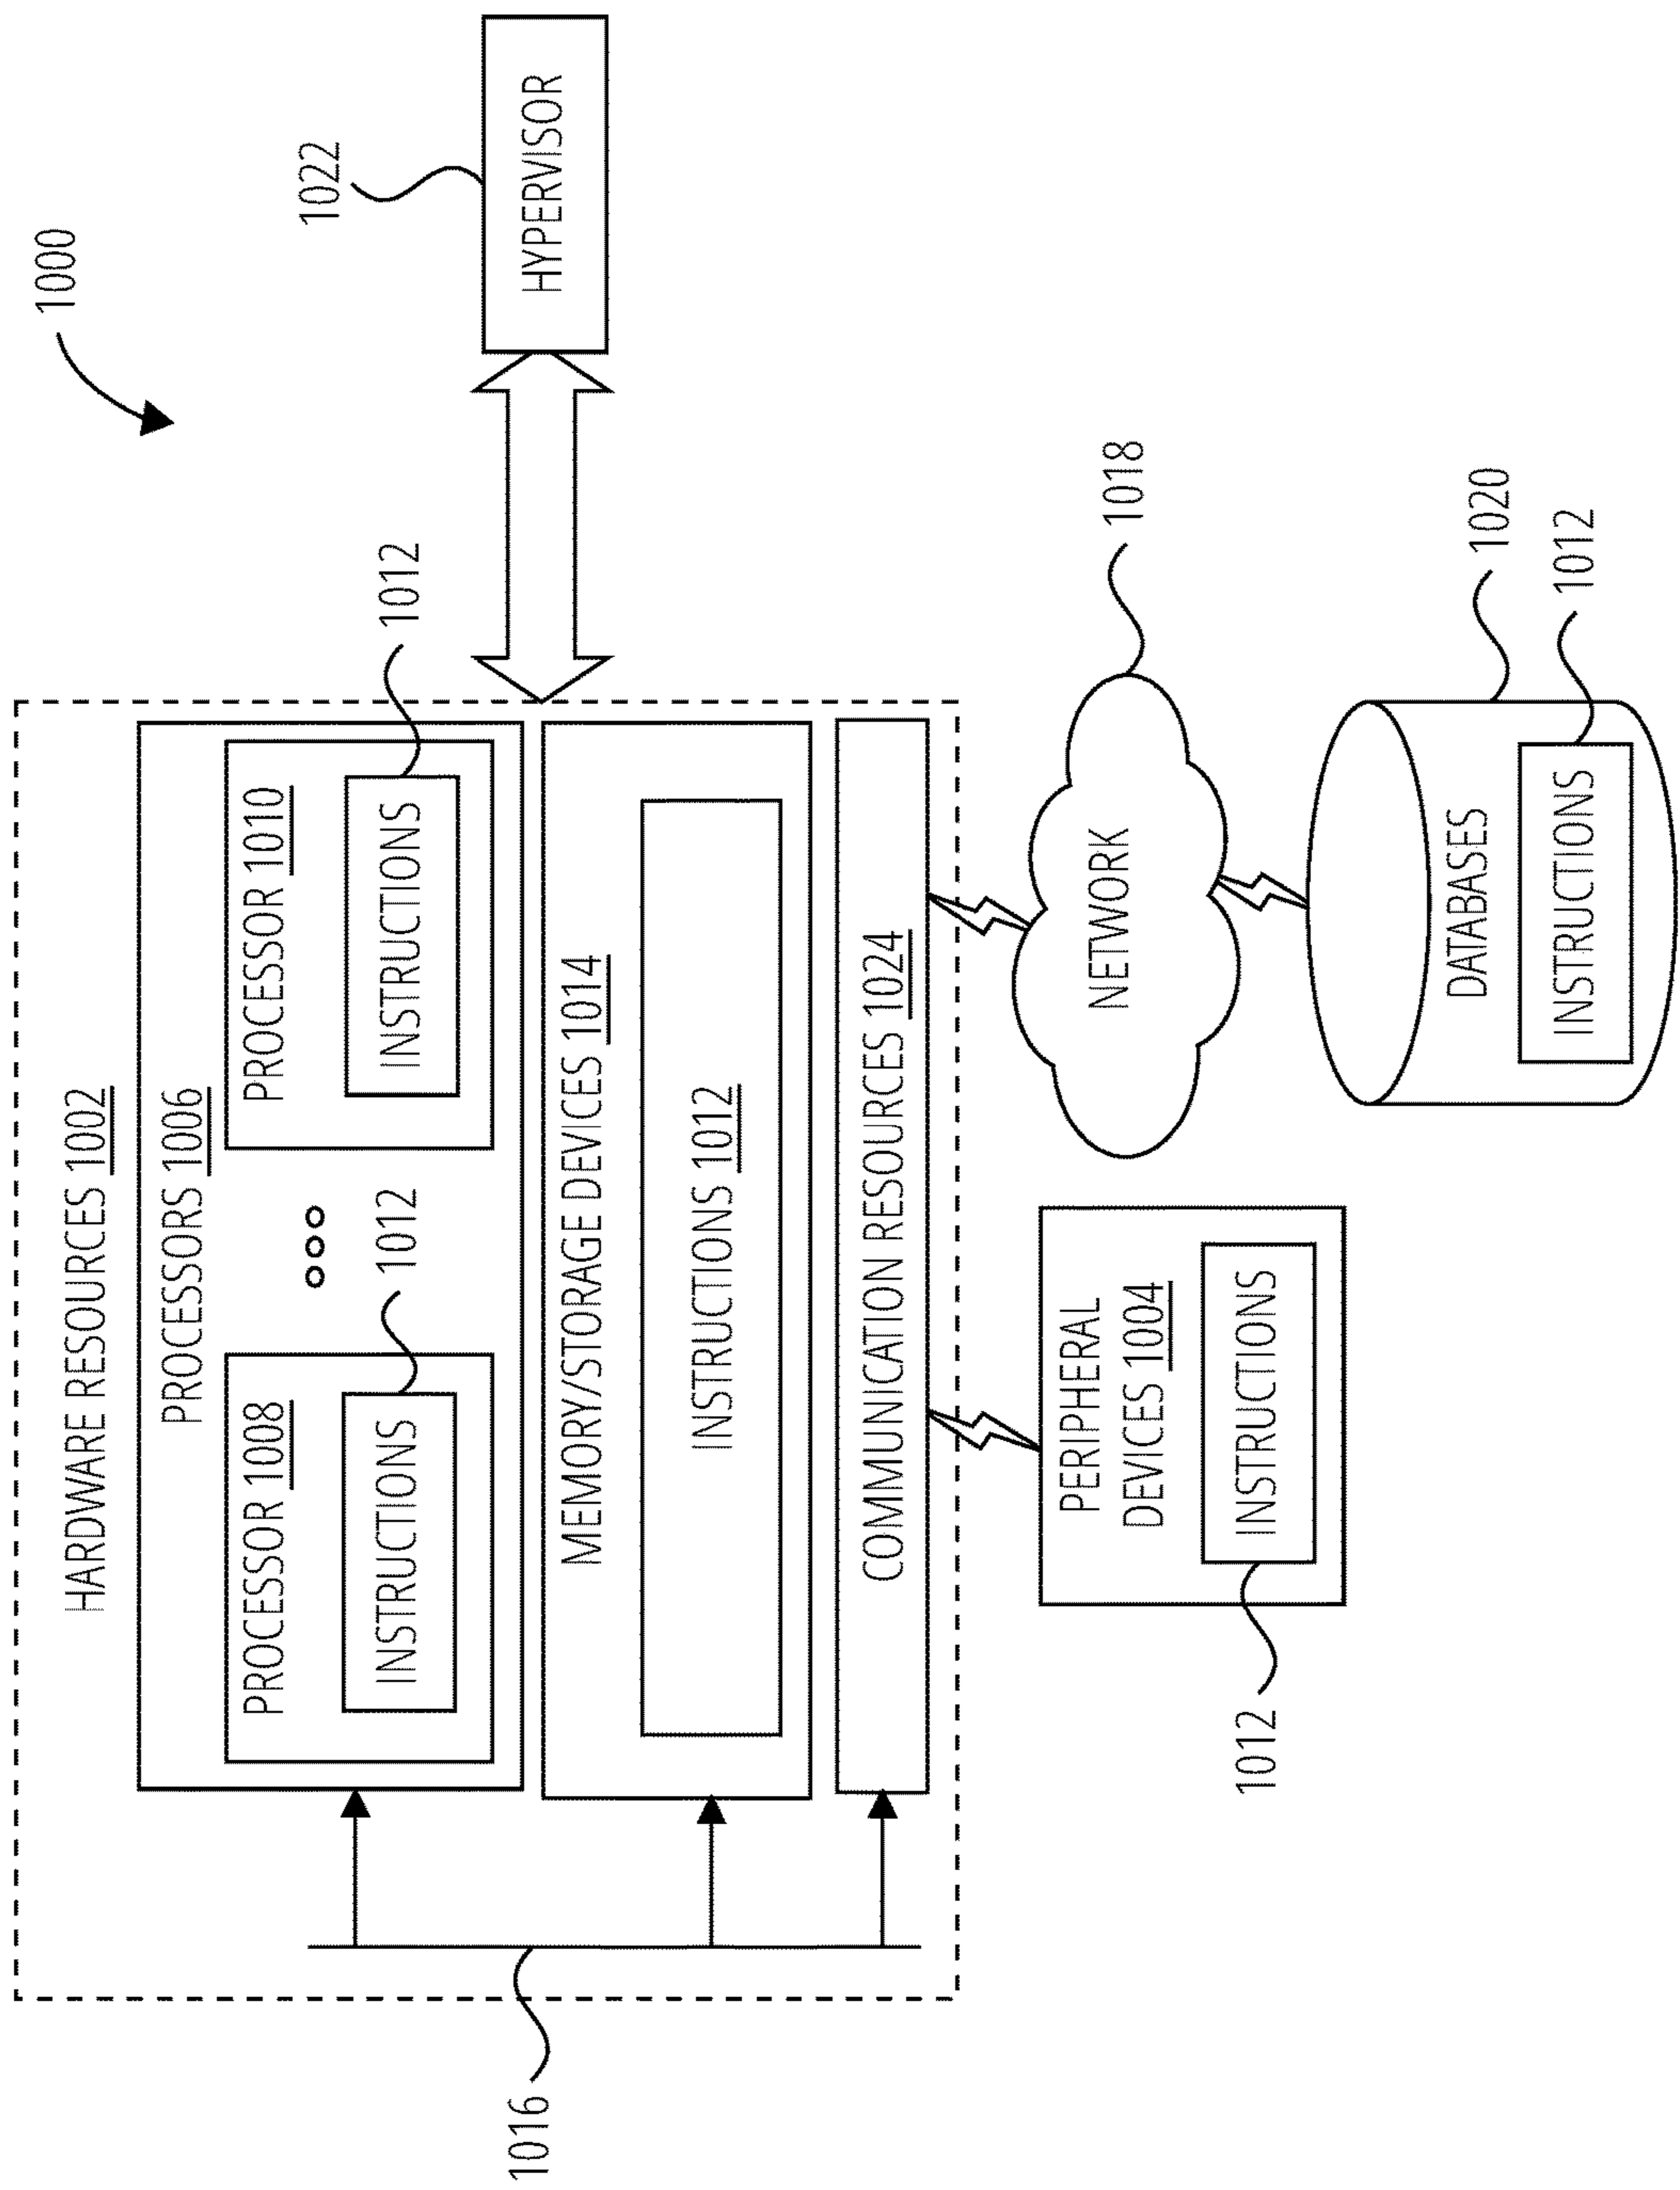 1000
HARDWARE RESOURCES 1002
PROCESSORS 1006
PROCESSOR 1008
INSTRUCTIONS
1012
PROCESSOR 1010
INSTRUCTIONS
1012
1022
HYPERVISOR
MEMORY/STORAGE DEVICES 1014
INSTRUCTIONS 1012
1016
COMMUNICATION RESOURCES 1024
PERIPHERAL
DEVICES 1004
INSTRUCTIONS
1012
NETWORK
1018
DATABASES
1020
INSTRUCTIONS
1012